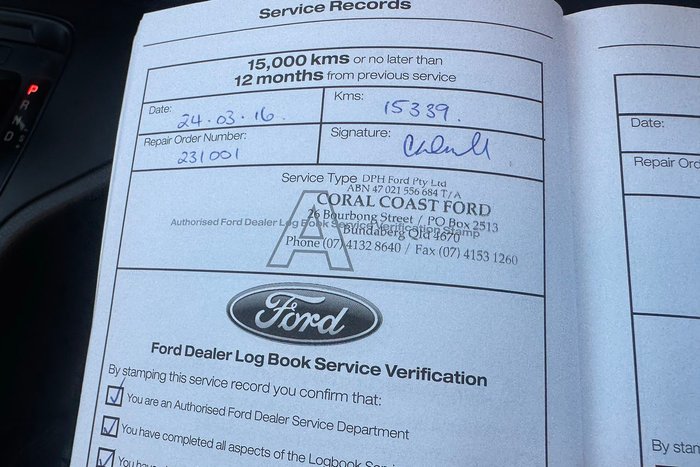 Service Records
15,000 kms or no later than
12 months from previous service
Date: 24.03.16.
Kms: 15339.
Repair Order Number: 231001
Signature:
Service Type
A
Authorised Ford Dealer Log Book Service Verification Stamp
DPH Ford Pty Ltd
ABN 47 021 556 684 T/A
CORAL COAST FORD
26 Bourbong Street / PO Box 2513
Bundaberg Qld 4670
Phone (07) 4132 8640 / Fax (07) 4153 1260
Ford
Ford Dealer Log Book Service Verification
By stamping this service record you confirm that:
You are an Authorised Ford Dealer Service Department
You have completed all aspects of the Logbook
You
Date:
Repair Ord
By stam
P
R
N
D